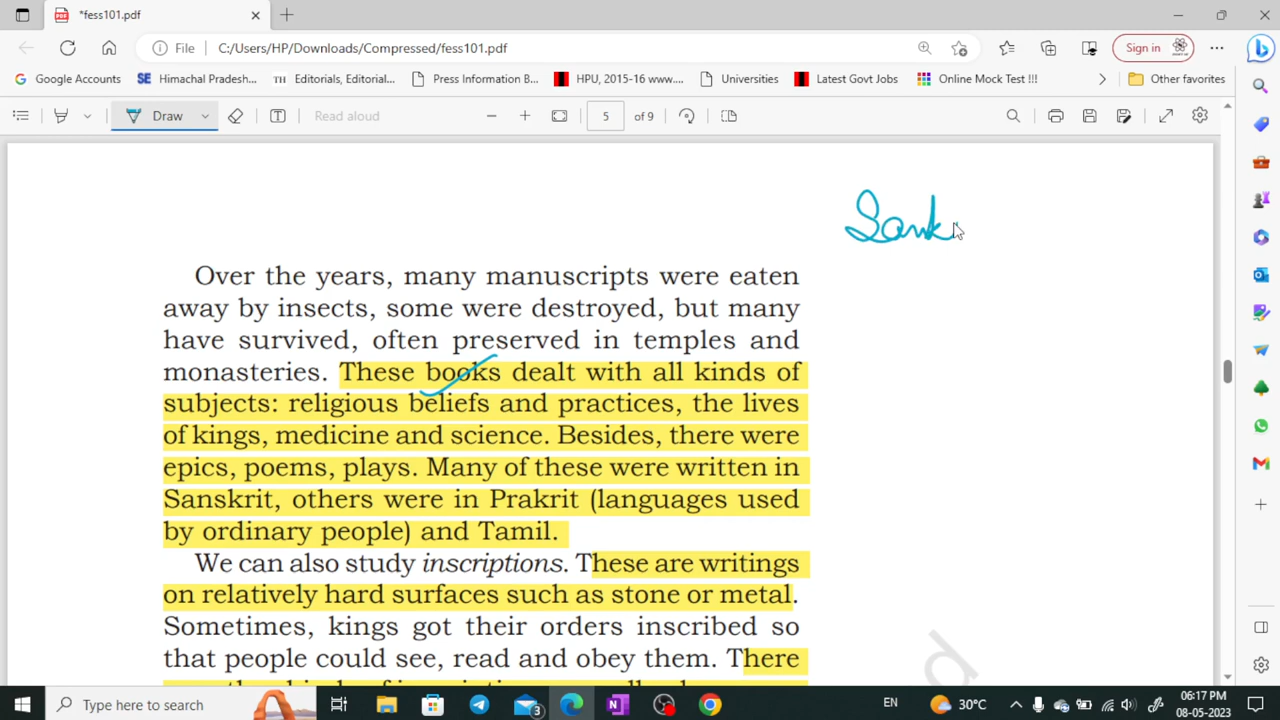 *fess101.pdf
File C:/Users/HP/Downloads/Compressed/fess101.pdf Sign in
Google Accounts SE Himachal Pradesh... TH Editorials, Editorial... Press Information B... HPU, 2015-16 www.... Universities Latest Govt Jobs Online Mock Test !!! Other favorites
Draw Read aloud 5 of 9
Sank
Over the years, many manuscripts were eaten
away by insects, some were destroyed, but many
have survived, often preserved in temples and
monasteries. These books dealt with all kinds of
subjects: religious beliefs and practices, the lives
of kings, medicine and science. Besides, there were
epics, poems, plays. Many of these were written in
Sanskrit, others were in Prakrit (languages used
by ordinary people) and Tamil.
We can also study inscriptions. These are writings
on relatively hard surfaces such as stone or metal.
Sometimes, kings got their orders inscribed so
that people could see, read and obey them. There
Type here to search 3 30°C EN 06:17 PM
08-05-2023